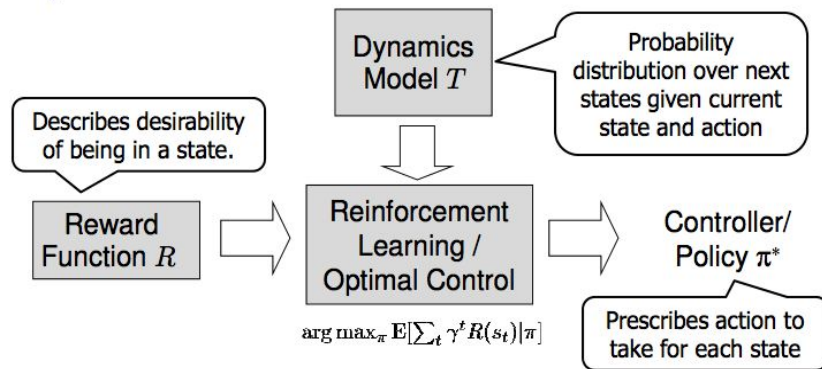 Dynamics
Model T
Probability
distribution over next
states given current
state and action
Describes desirability
of being in a state.
Reward
Function R
Reinforcement
Learning /
Optimal Control
Controller/
Policy π*
arg max_π E[∑_t γ^t R(s_t)|π]
Prescribes action to
take for each state